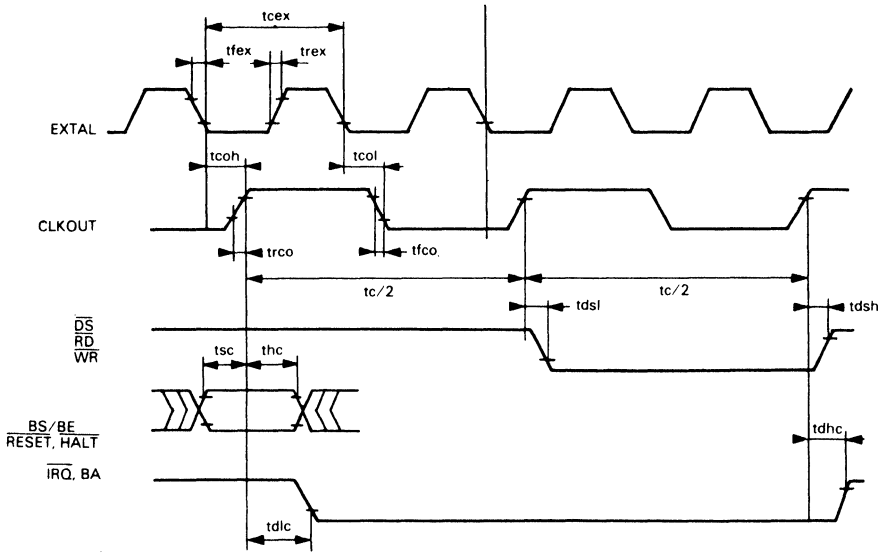 tcex
tfex
trex
EXTAL
tcoh
tcol
CLKOUT
trco
tfco
tc/2
tc/2
tdsl
tdsh
DS
RD
WR
tsc
thc
BS/BE
RESET, HALT
tdhc
IRQ, BA
tdlc